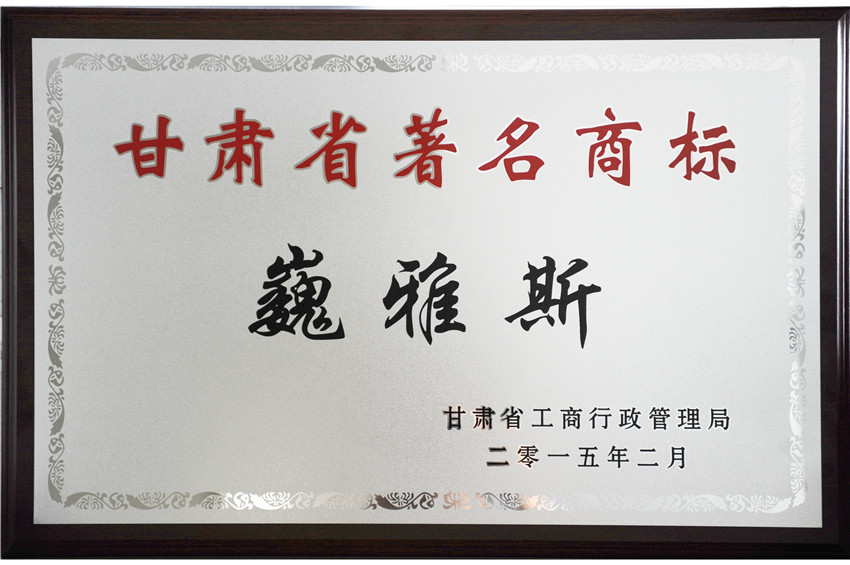 甘肃省著名商标
巍雅斯
甘肃省工商行政管理局
二零一五年二月